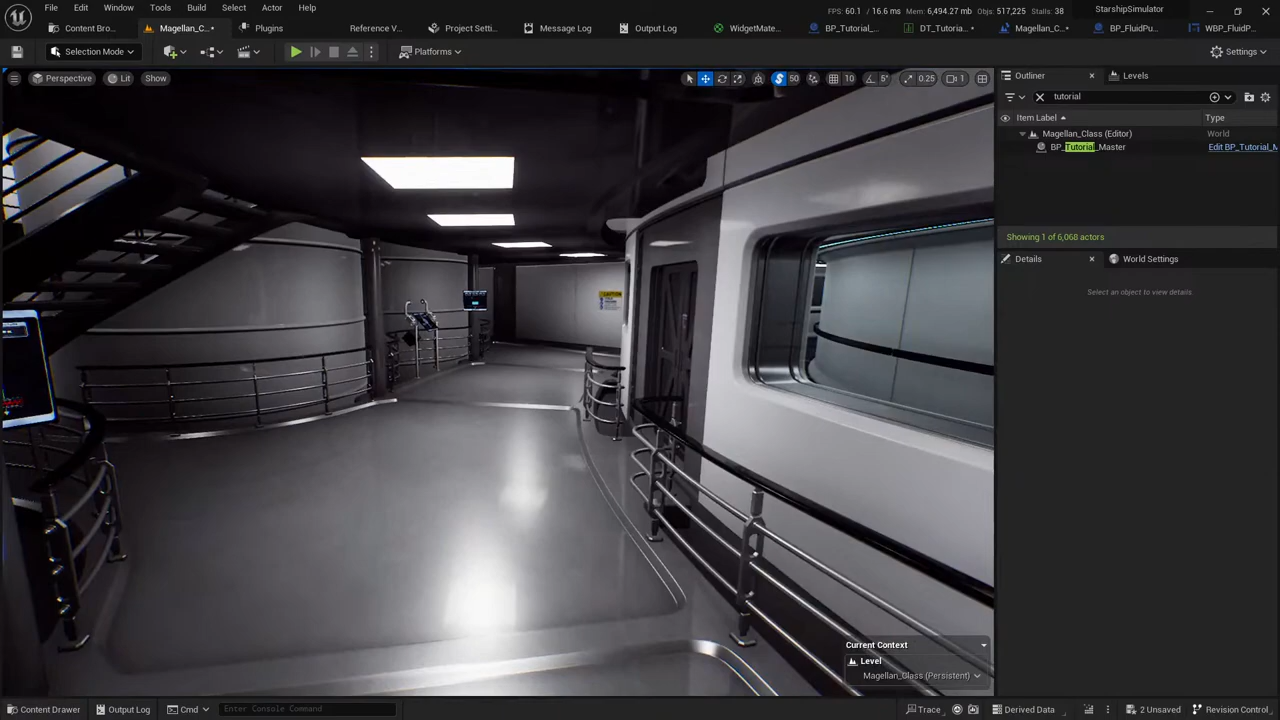 File Edit Window Tools Build Select Actor Help
FPS: 60.1 / 16.6 ms Mem: 6,494.27 mb Objs: 517,225 Stalls: 38
StarshipSimulator
Content Bro... Magellan_C...• Plugins Reference V... Project Setti... Message Log Output Log WidgetMate... BP_Tutorial_... DT_Tutoria...• Magellan_C...• BP_FluidPu... WBP_FluidP...
Selection Mode Platforms Settings
Perspective Lit Show 50 10 5° 0.25 1
Outliner Levels
tutorial
Item Label Type
Magellan_Class (Editor) World
BP_Tutorial_Master Edit BP_Tutorial_M
Showing 1 of 6,068 actors
Details World Settings
Select an object to view details.
CAUTION
Current Context
Level
Magellan_Class (Persistent)
Content Drawer Output Log Cmd Enter Console Command Trace Derived Data 2 Unsaved Revision Control